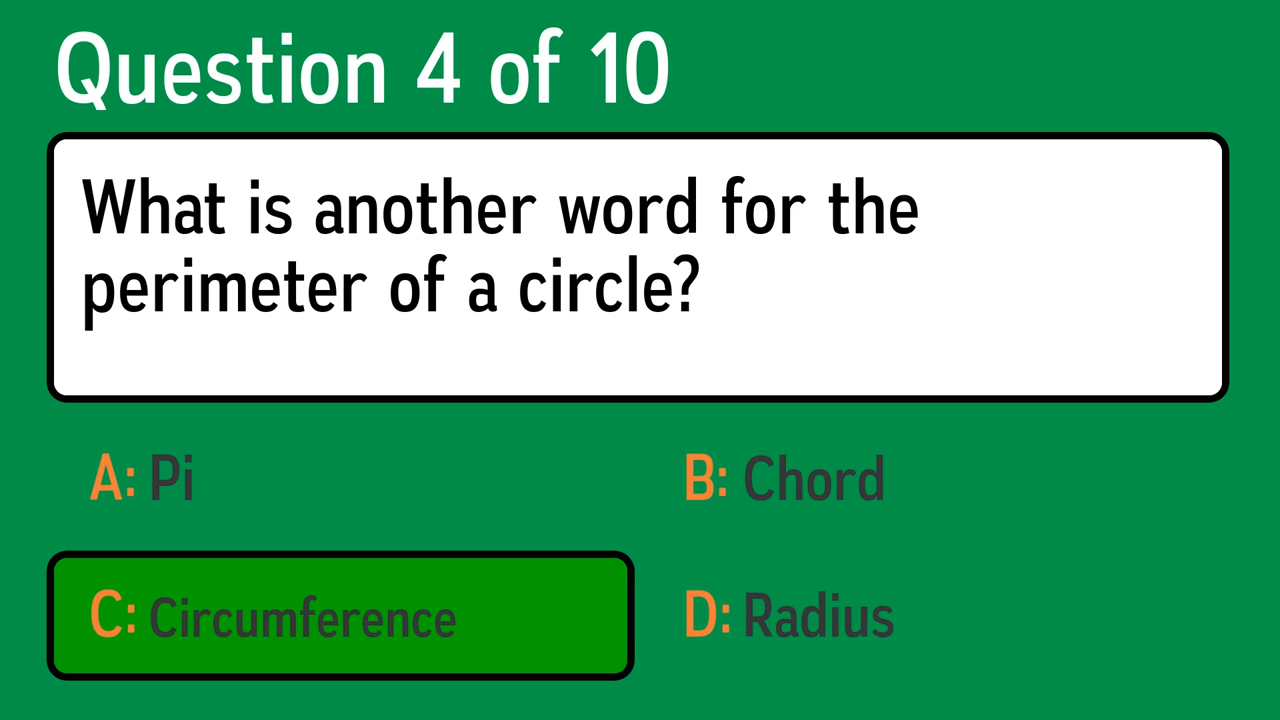 Question 4 of 10
What is another word for the
perimeter of a circle?
A: Pi
B: Chord
C: Circumference
D: Radius